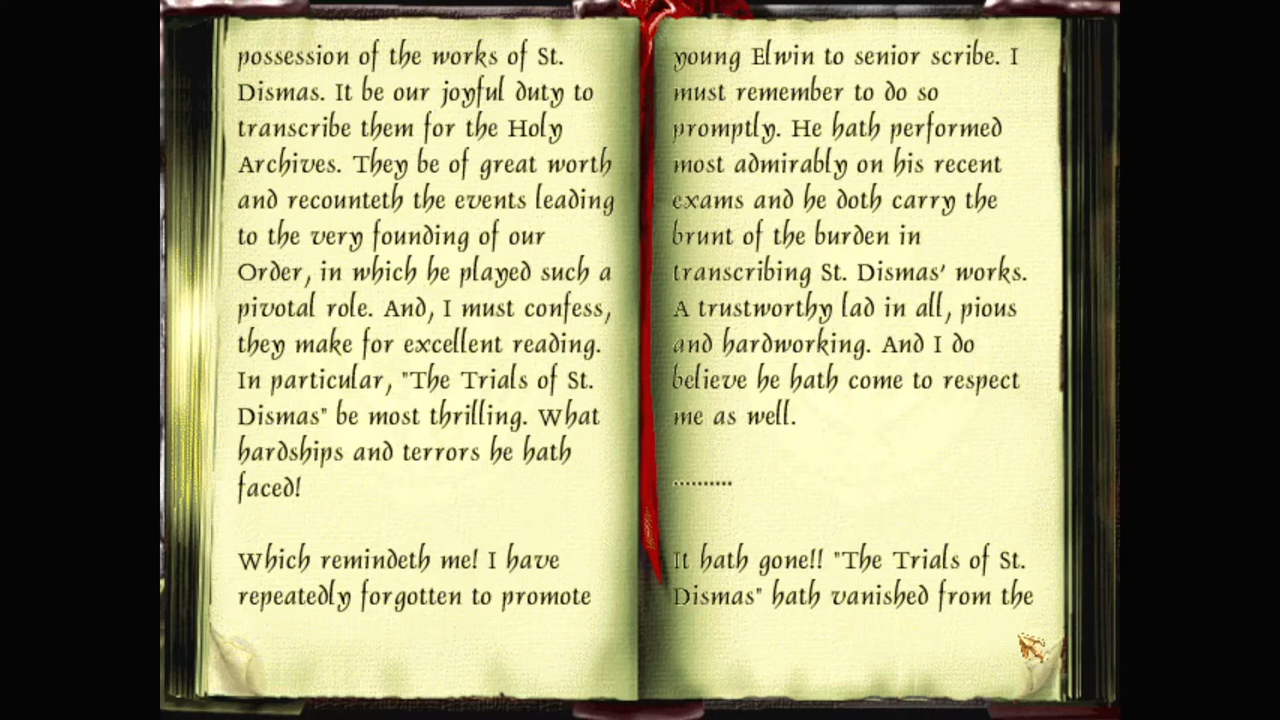 possession of the works of St.
Dismas. It be our joyful duty to
transcribe them for the Holy
Archives. They be of great worth
and recounteth the events leading
to the very founding of our
Order, in which he played such a
pivotal role. And, I must confess,
they make for excellent reading.
In particular, "The Trials of St.
Dismas" be most thrilling. What
hardships and terrors he hath
faced!
Which remindeth me! I have
repeatedly forgotten to promote
young Elwin to senior scribe. I
must remember to do so
promptly. He hath performed
most admirably on his recent
exams and he doth carry the
brunt of the burden in
transcribing St. Dismas' works.
A trustworthy lad in all, pious
and hardworking. And I do
believe he hath come to respect
me as well.
..........
It hath gone!! "The Trials of St.
Dismas" hath vanished from the